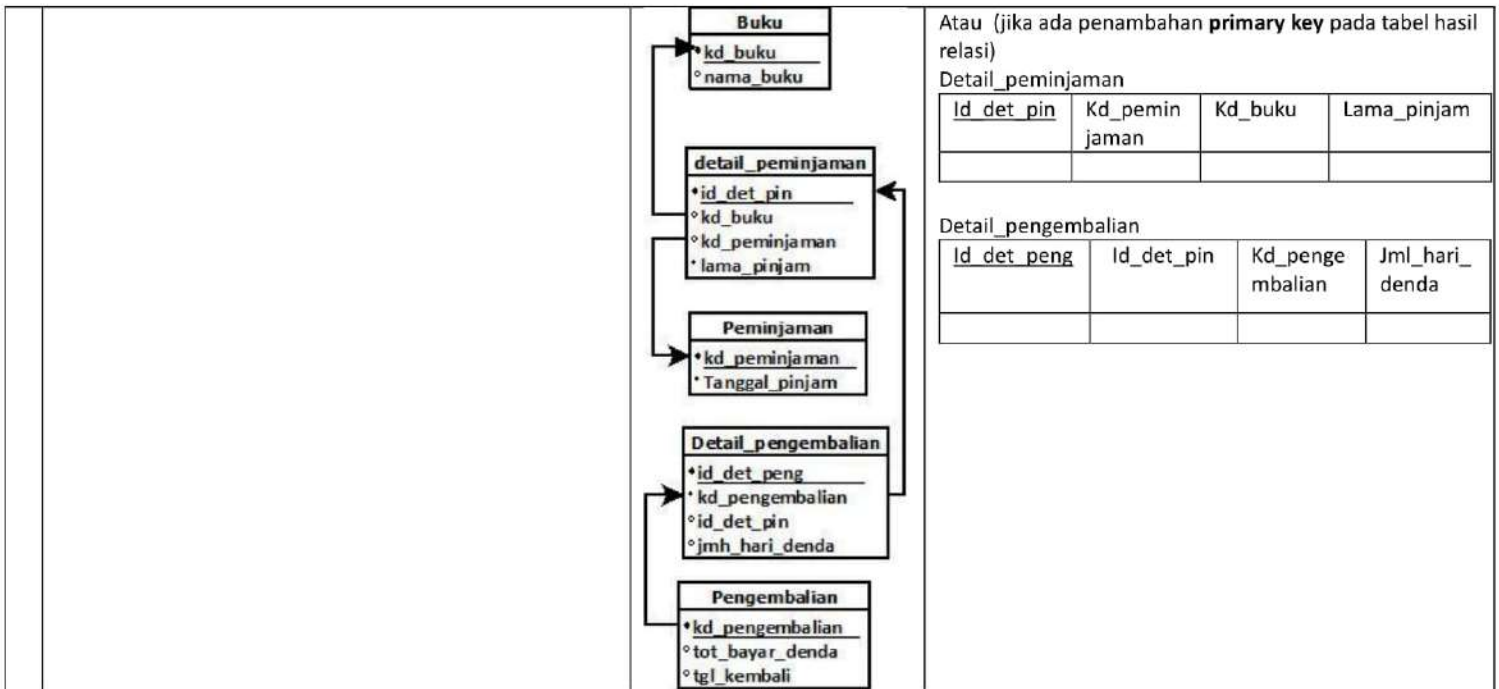 Buku
kd_buku
nama_buku
detail_peminjaman
id_det_pin
kd_buku
kd_peminjaman
lama_pinjam
Peminjaman
kd_peminjaman
Tanggal_pinjam
Detail_pengembalian
id_det_peng
kd_pengembalian
id_det_pin
jmh_hari_denda
Pengembalian
kd_pengembalian
tot_bayar_denda
tgl_kembali
Atau (jika ada penambahan primary key pada tabel hasil
relasi)
Detail_peminjaman
Id_det_pin Kd_pemin Kd_buku Lama_pinjam
jaman
Detail_pengembalian
Id_det_peng Id_det_pin Kd_penge Jml_hari_
mbalian denda